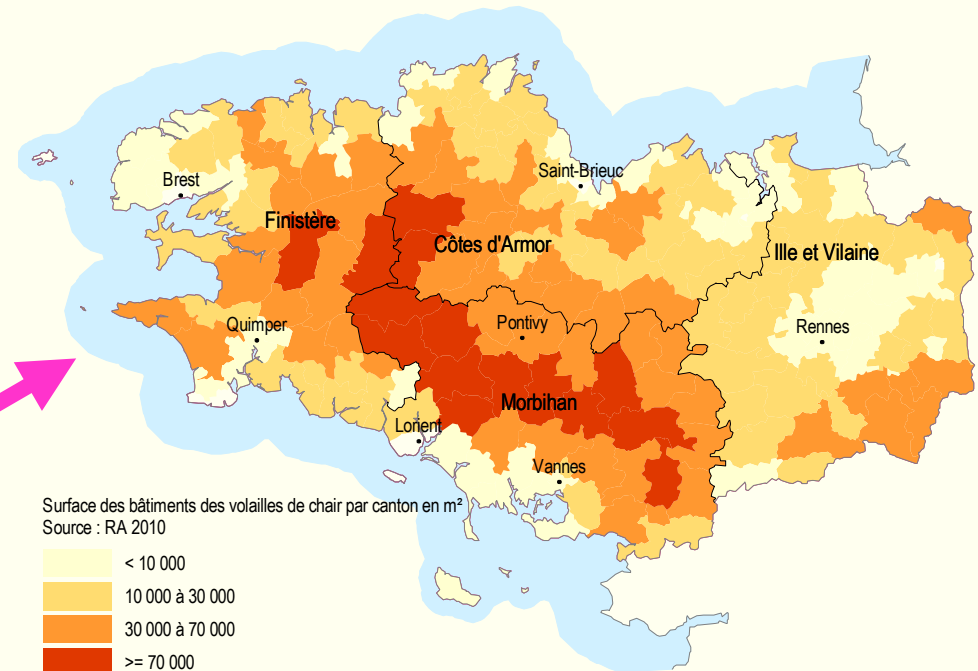 Saint-Brieuc
Brest
Finistère
Côtes d'Armor
Ille et Vilaine
Quimper
Pontivy
Rennes
Morbihan
Lorient
Vannes
Surface des bâtiments des volailles de chair par canton en m²
Source : RA 2010
< 10 000
10 000 à 30 000
30 000 à 70 000
>= 70 000